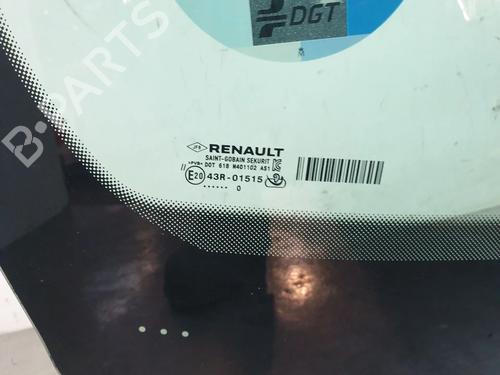 DGT
RENAULT
SAINT-GOBAIN SEKURIT
DOT 618 M401102 AS1
E20 43R-01515
...... 0
B-PARTS